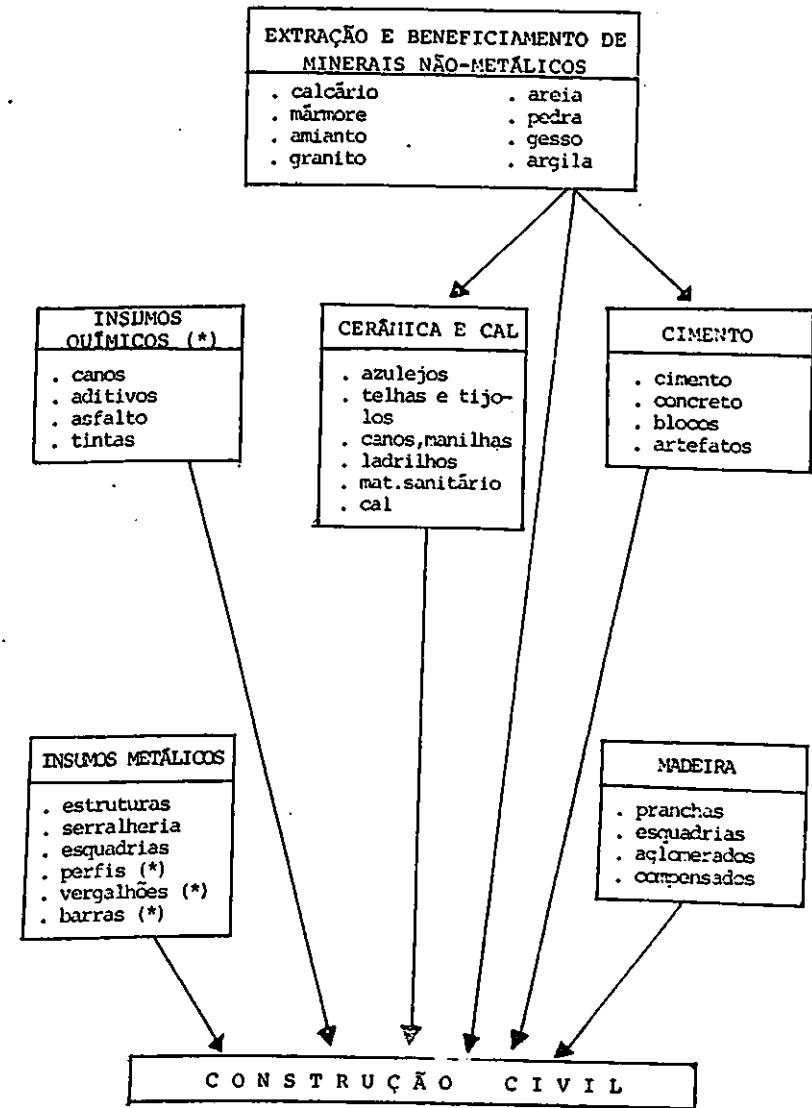 EXTRAÇÃO E BENEFICIAMENTO DE
MINERAIS NÃO-METÁLICOS
. calcário
. mármore
. amianto
. granito
. areia
. pedra
. gesso
. argila
INSUMOS
QUÍMICOS (*)
. canos
. aditivos
. asfalto
. tintas
CERÂMICA E CAL
. azulejos
. telhas e tijo-
los
. canos,manilhas
. ladrilhos
. mat.sanitário
. cal
CIMENTO
. cimento
. concreto
. blocos
. artefatos
INSUMOS METÁLICOS
. estruturas
. serralheria
. esquadrias
. perfis (*)
. vergalhões (*)
. barras (*)
MADEIRA
. pranchas
. esquadrias
. aglomerados
. compensados
CONSTRUÇÃO CIVIL